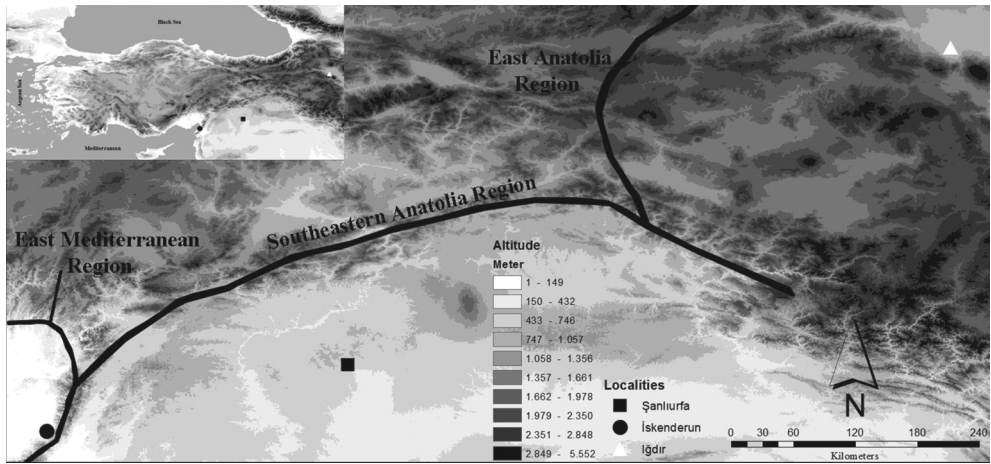 Black Sea
Aegean Sea
Mediterranean
East Anatolia
Region
Southeastern Anatolia Region
East Mediterranean
Region
Altitude
Meter
1 - 149
150 - 432
433 - 746
747 - 1 057
1.058 - 1.356
1.357 - 1.661
1.662 - 1.978
1.979 - 2.350
2.351 - 2.848
2.849 - 5.552
Localities
Şanlıurfa
İskenderun
Iğdır
N
0 30 60 120 180 240
Kilometers